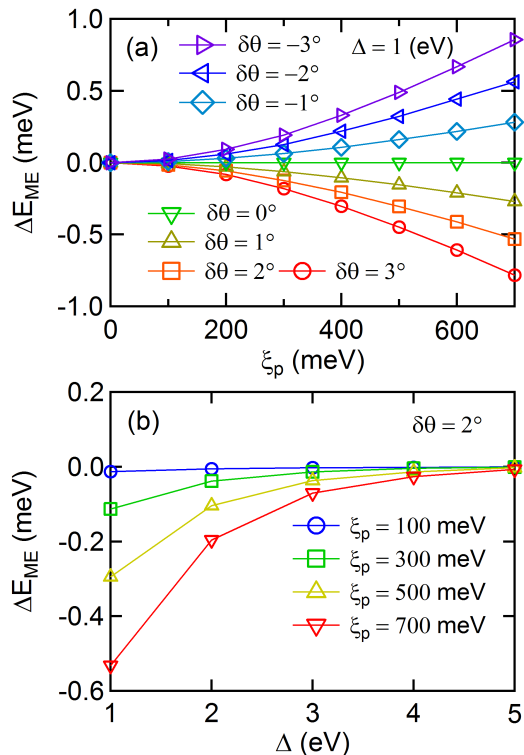 (a)
δθ = −3°
Δ = 1 (eV)
δθ = −2°
δθ = −1°
δθ = 0°
δθ = 1°
δθ = 2°
δθ = 3°
1.0
0.5
0.0
-0.5
-1.0
ΔE_ME (meV)
0
200
400
600
ξ_p (meV)
(b)
δθ = 2°
ξ_p = 100 meV
ξ_p = 300 meV
ξ_p = 500 meV
ξ_p = 700 meV
0.2
0.0
-0.2
-0.4
-0.6
ΔE_ME (meV)
1
2
3
4
5
Δ (eV)